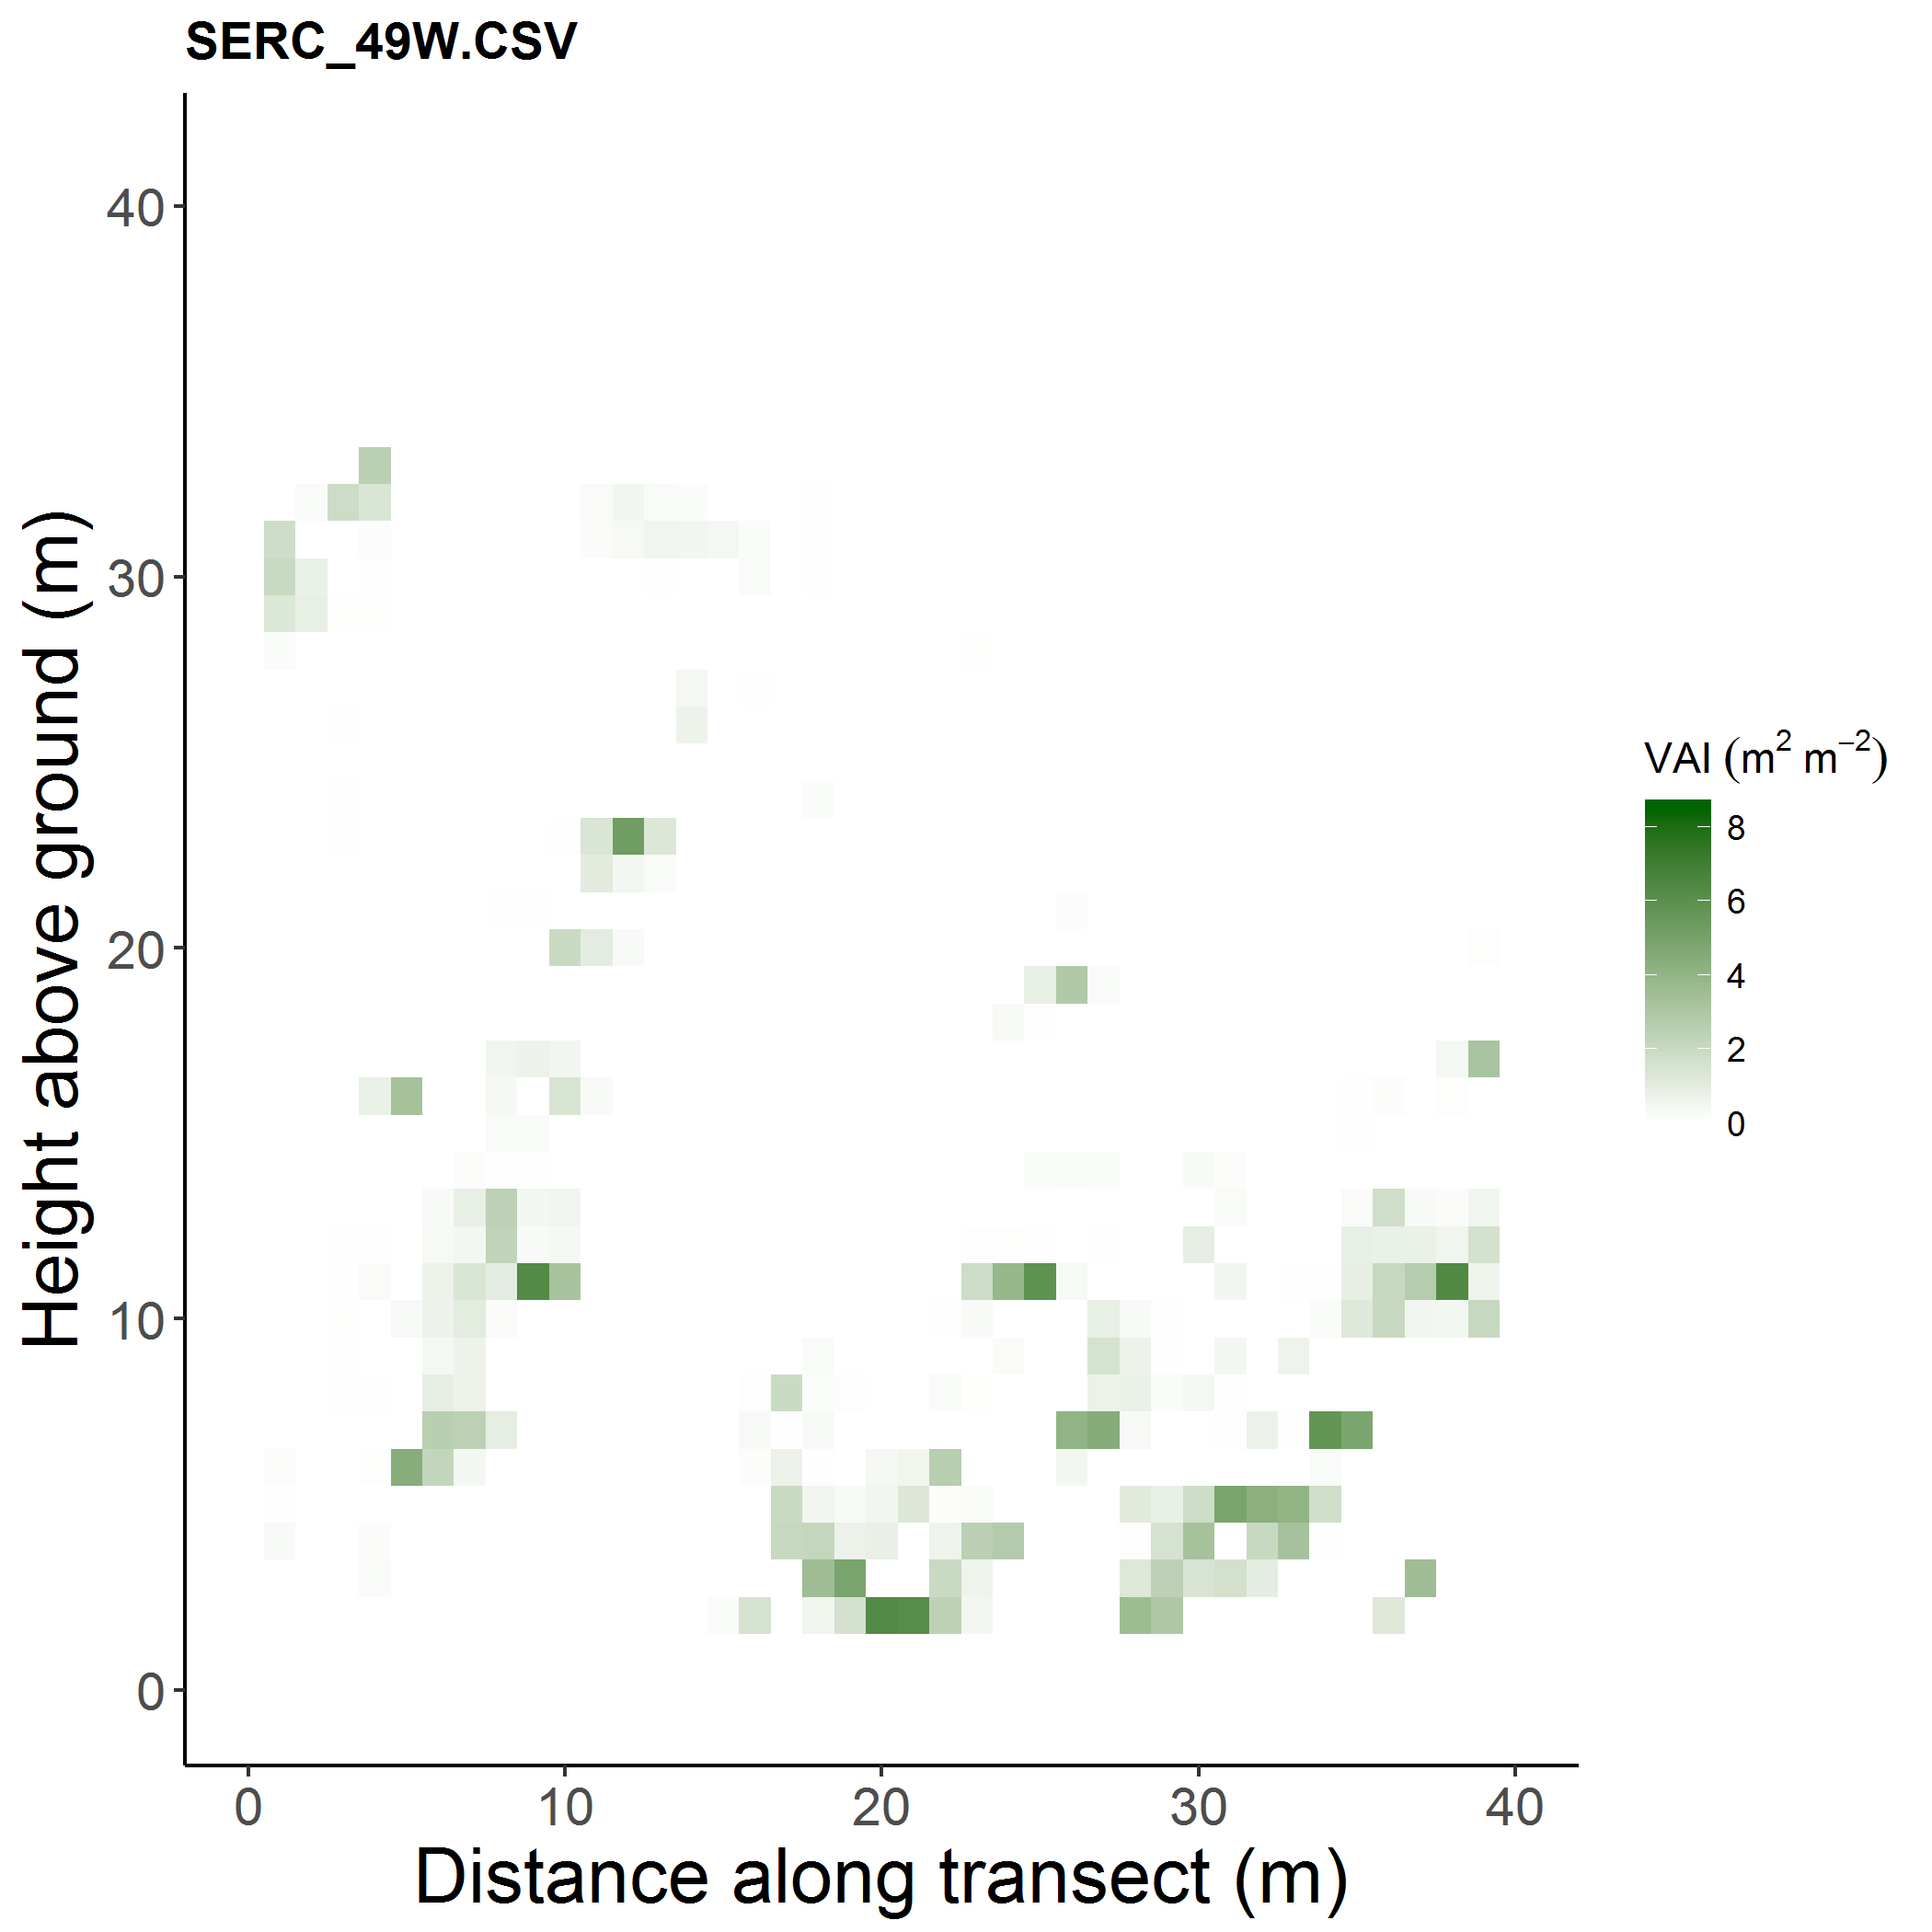 SERC_49W.CSV
Height above ground (m)
40
30
20
10
0
0 10 20 30 40
Distance along transect (m)
VAI (m² m⁻²)
8
6
4
2
0